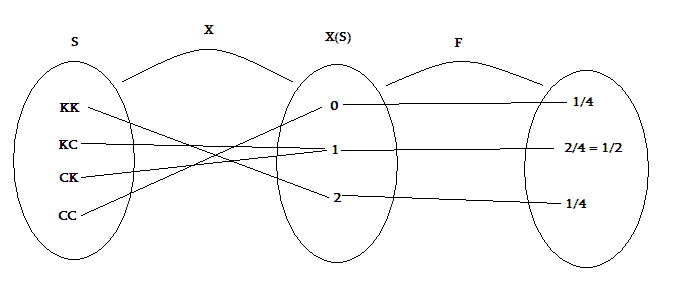 S
X
X(S)
F
KK
KC
CK
CC
0
1
2
1/4
2/4 = 1/2
1/4